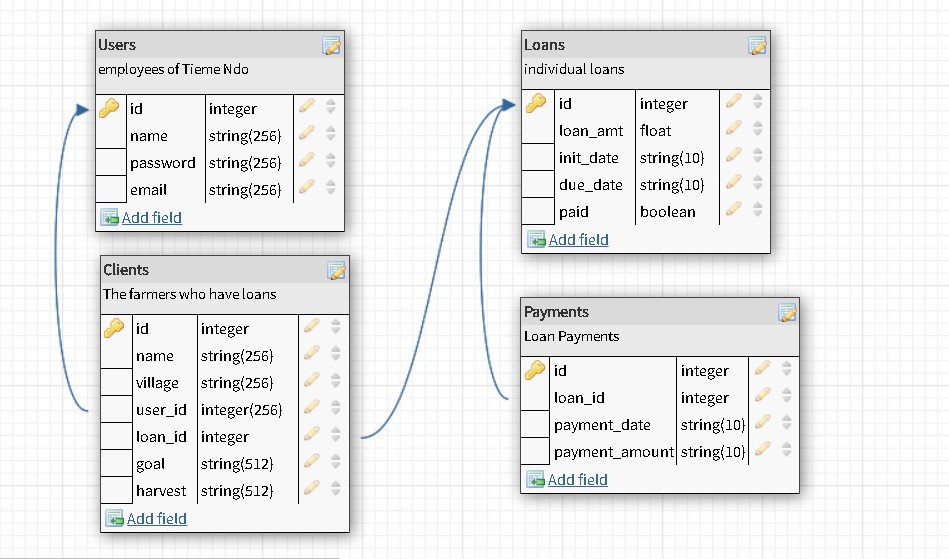 Users
employees of Tieme Ndo
id integer
name string(256)
password string(256)
email string(256)
Add field
Clients
The farmers who have loans
id integer
name string(256)
village string(256)
user_id integer(256)
loan_id integer
goal string(512)
harvest string(512)
Add field
Loans
individual loans
id integer
loan_amt float
init_date string(10)
due_date string(10)
paid boolean
Add field
Payments
Loan Payments
id integer
loan_id integer
payment_date string(10)
payment_amount string(10)
Add field